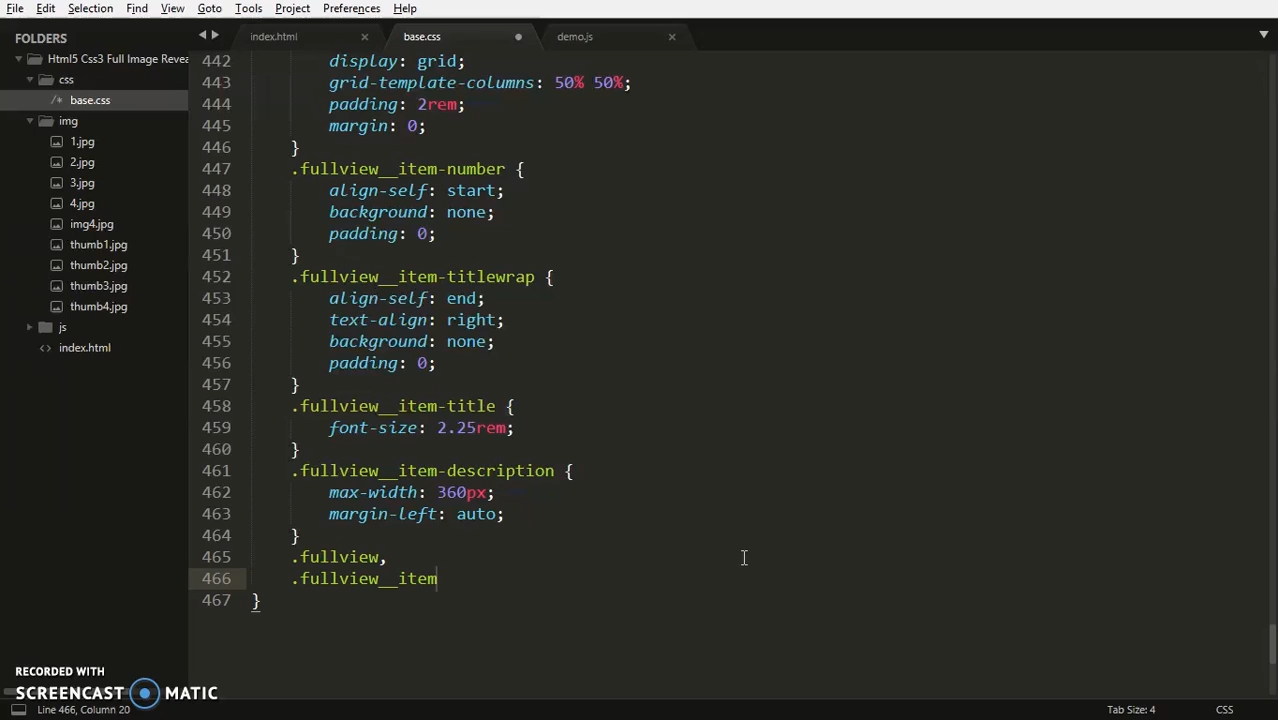 File Edit Selection Find View Goto Tools Project Preferences Help
FOLDERS
Html5 Css3 Full Image Revea
css
/* base.css
img
1.jpg
2.jpg
3.jpg
4.jpg
img4.jpg
thumb1.jpg
thumb2.jpg
thumb3.jpg
thumb4.jpg
js
<> index.html
index.html × base.css demo.js ×
442 display: grid;
443 grid-template-columns: 50% 50%;
444 padding: 2rem;
445 margin: 0;
446 }
447 .fullview__item-number {
448 align-self: start;
449 background: none;
450 padding: 0;
451 }
452 .fullview__item-titlewrap {
453 align-self: end;
454 text-align: right;
455 background: none;
456 padding: 0;
457 }
458 .fullview__item-title {
459 font-size: 2.25rem;
460 }
461 .fullview__item-description {
462 max-width: 360px;
463 margin-left: auto;
464 }
465 .fullview,
466 .fullview__item
467 }
RECORDED WITH
SCREENCAST MATIC
Line 466, Column 20 Tab Size: 4 CSS